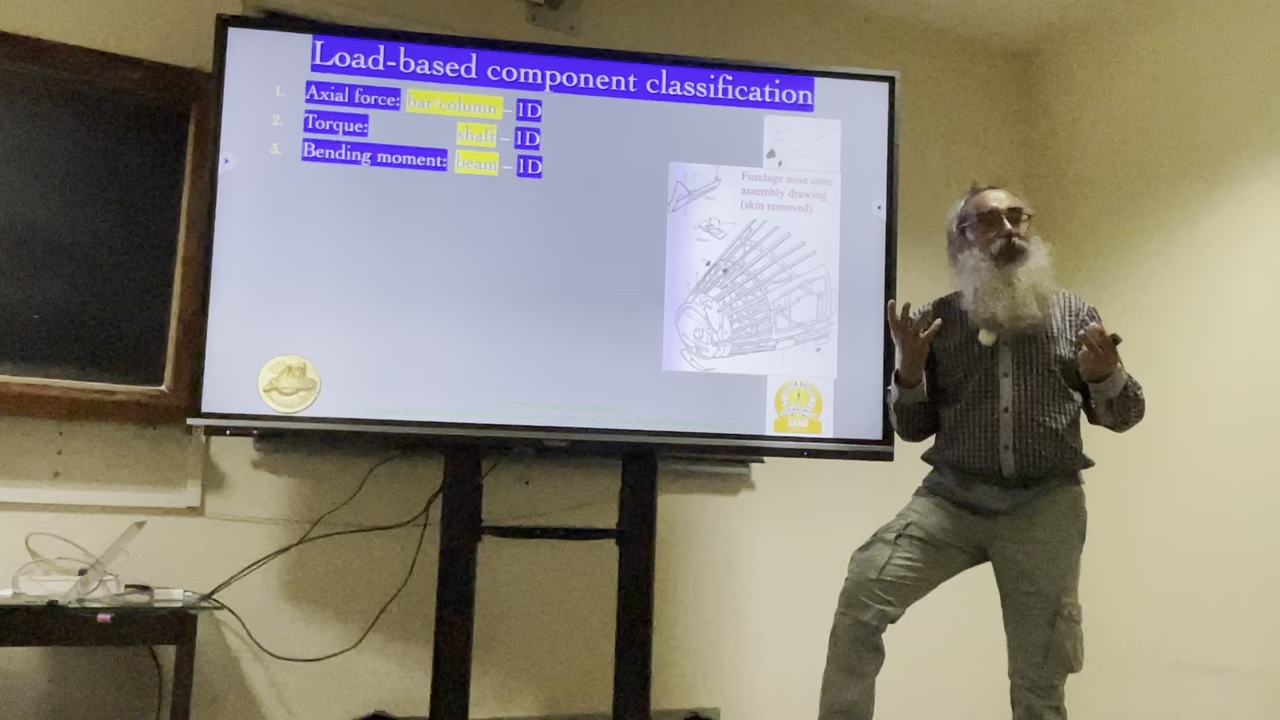 Load-based component classification
1. Axial force: bar column – 1D
2. Torque: shaft – 1D
3. Bending moment: beam – 1D
Fuselage nose cone
assembly drawing
(skin removed)